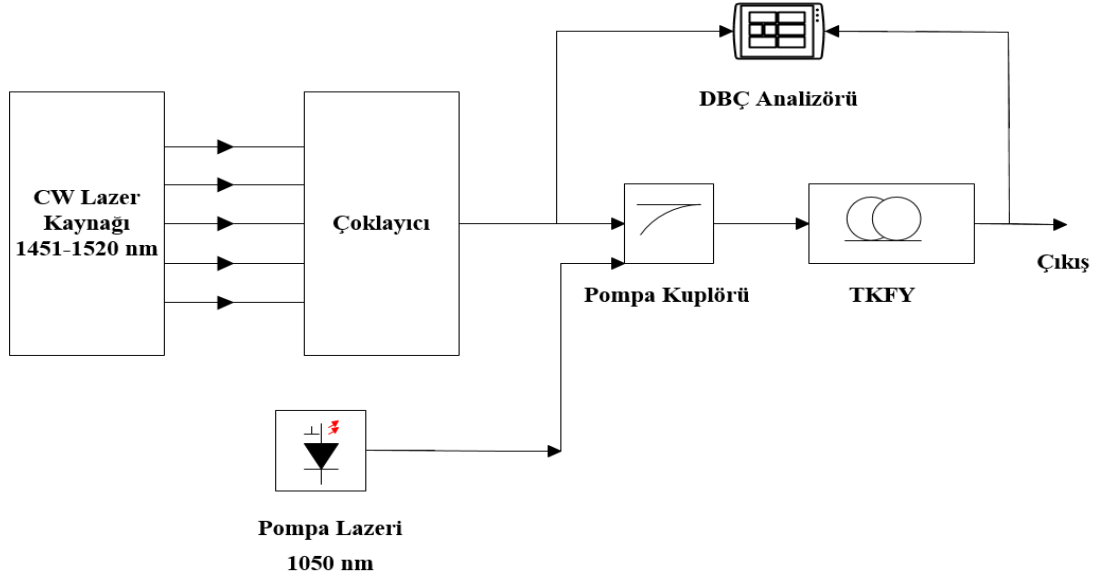 DBÇ Analizörü
CW Lazer
Kaynağı
1451-1520 nm
Çoklayıcı
Pompa Kuplörü
TKFY
Çıkış
Pompa Lazeri
1050 nm